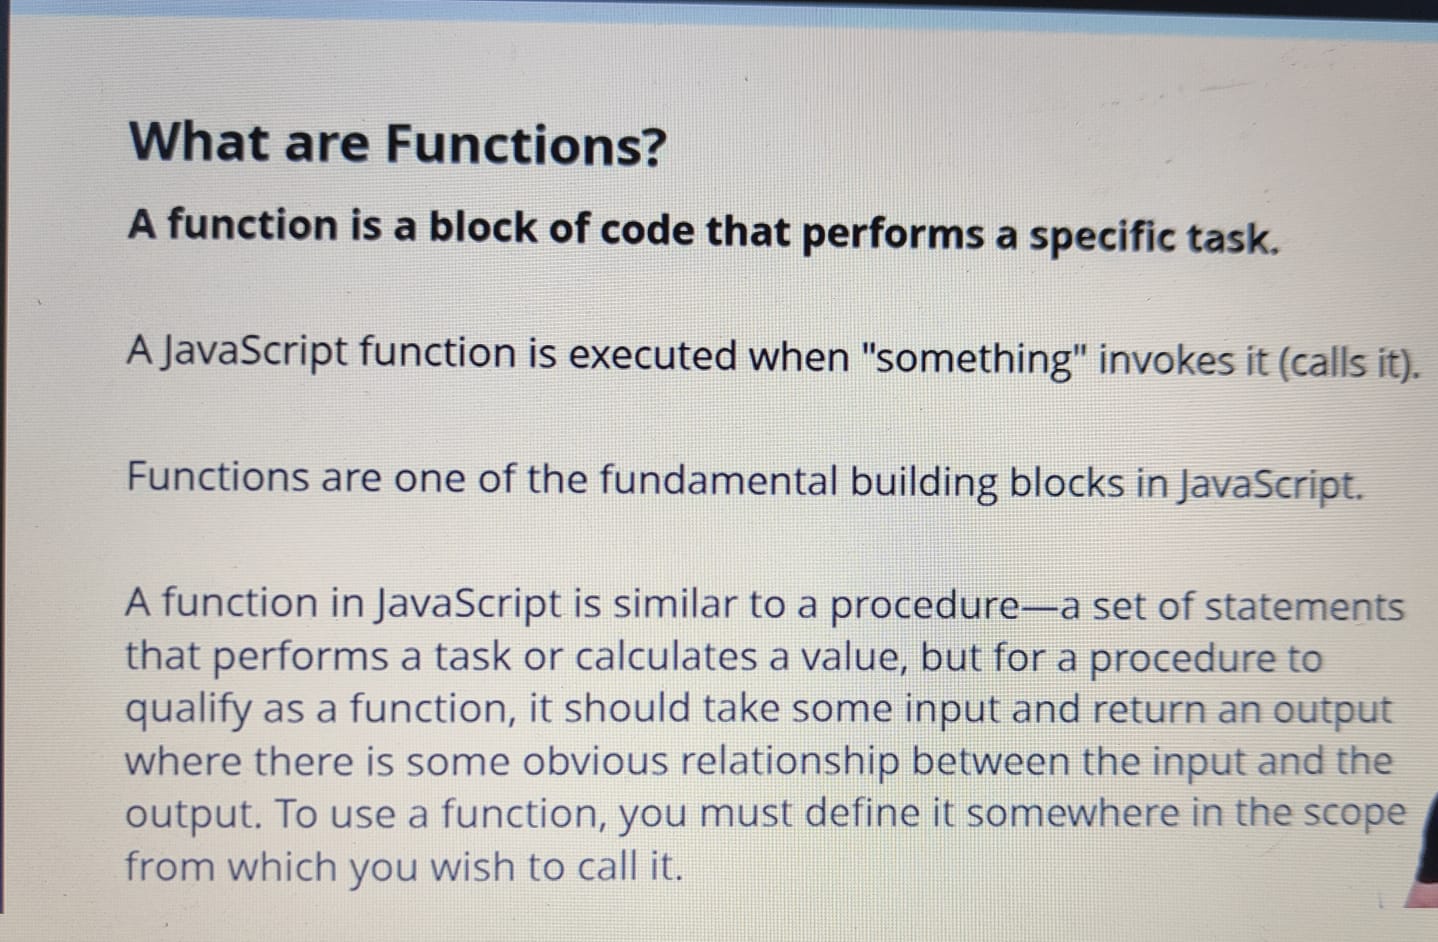 What are Functions?
A function is a block of code that performs a specific task.
A JavaScript function is executed when "something" invokes it (calls it).
Functions are one of the fundamental building blocks in JavaScript.
A function in JavaScript is similar to a procedure—a set of statements
that performs a task or calculates a value, but for a procedure to
qualify as a function, it should take some input and return an output
where there is some obvious relationship between the input and the
output. To use a function, you must define it somewhere in the scope
from which you wish to call it.